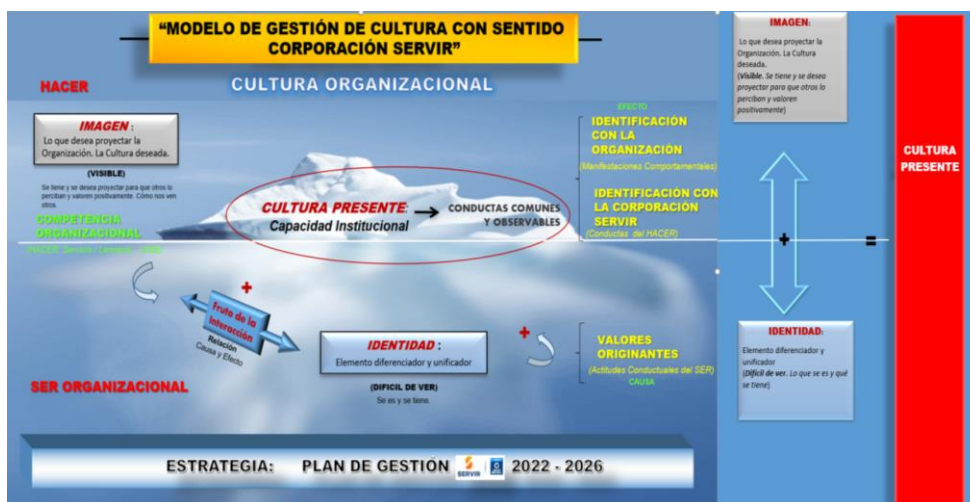 “MODELO DE GESTIÓN DE CULTURA CON SENTIDO
CORPORACIÓN SERVIR”
HACER
CULTURA ORGANIZACIONAL
IMAGEN :
Lo que desea proyectar la
Organización. La Cultura deseada.
(VISIBLE)
Se tiene y se desea proyectar para que otros lo
perciban y valoren positivamente. Cómo nos ven
otros.
COMPETENCIA
ORGANIZACIONAL
CULTURA PRESENTE:
Capacidad Institucional
CONDUCTAS COMUNES
Y OBSERVABLES
EFECTO
IDENTIFICACIÓN
CON LA
ORGANIZACIÓN
(Manifestaciones Comportamentales)
IDENTIFICACIÓN CON
LA CORPORACIÓN
SERVIR
(Conductas del HACER)
+
Fruto de la
Interacción
Relación
Causa y Efecto
IDENTIDAD :
Elemento diferenciador y unificador
(DIFICIL DE VER)
Se es y se tiene.
+
VALORES
ORIGINANTES
(Actitudes Conductuales del SER)
CAUSA
SER ORGANIZACIONAL
ESTRATEGIA: PLAN DE GESTIÓN SERVIR 2022 - 2026
IMAGEN:
Lo que desea proyectar la
Organización. La Cultura
deseada.
(Visible. Se tiene y se desea
proyectar para que otros lo
perciban y valoren
positivamente)
+
=
IDENTIDAD:
Elemento diferenciador y
unificador
(Difícil de ver. Lo que se es y qué
se tiene)
CULTURA
PRESENTE